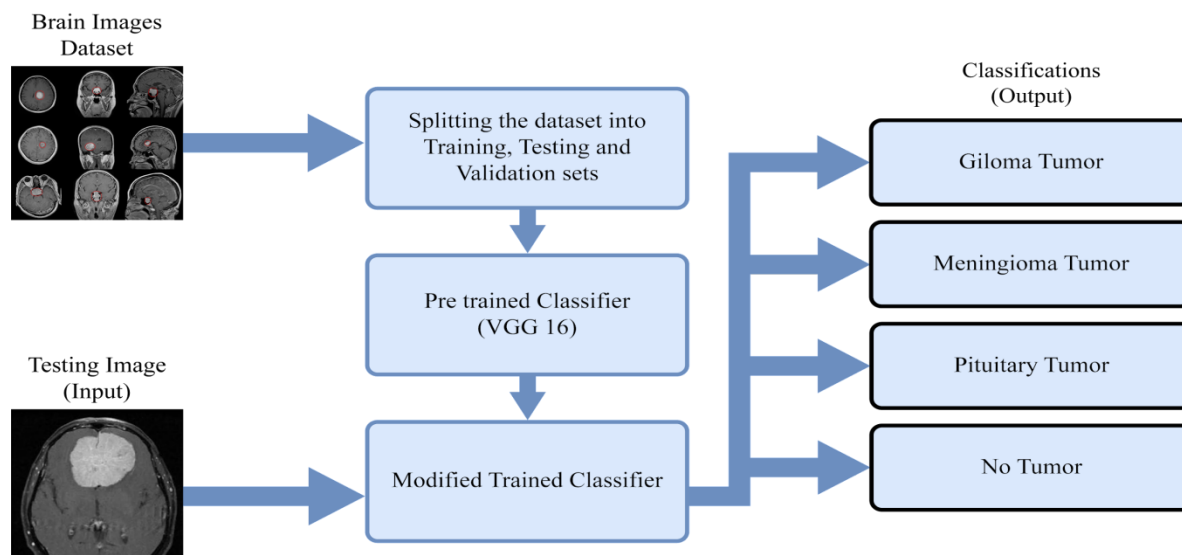 Brain Images
Dataset
Splitting the dataset into
Training, Testing and
Validation sets
Pre trained Classifier
(VGG 16)
Testing Image
(Input)
Modified Trained Classifier
Classifications
(Output)
Giloma Tumor
Meningioma Tumor
Pituitary Tumor
No Tumor